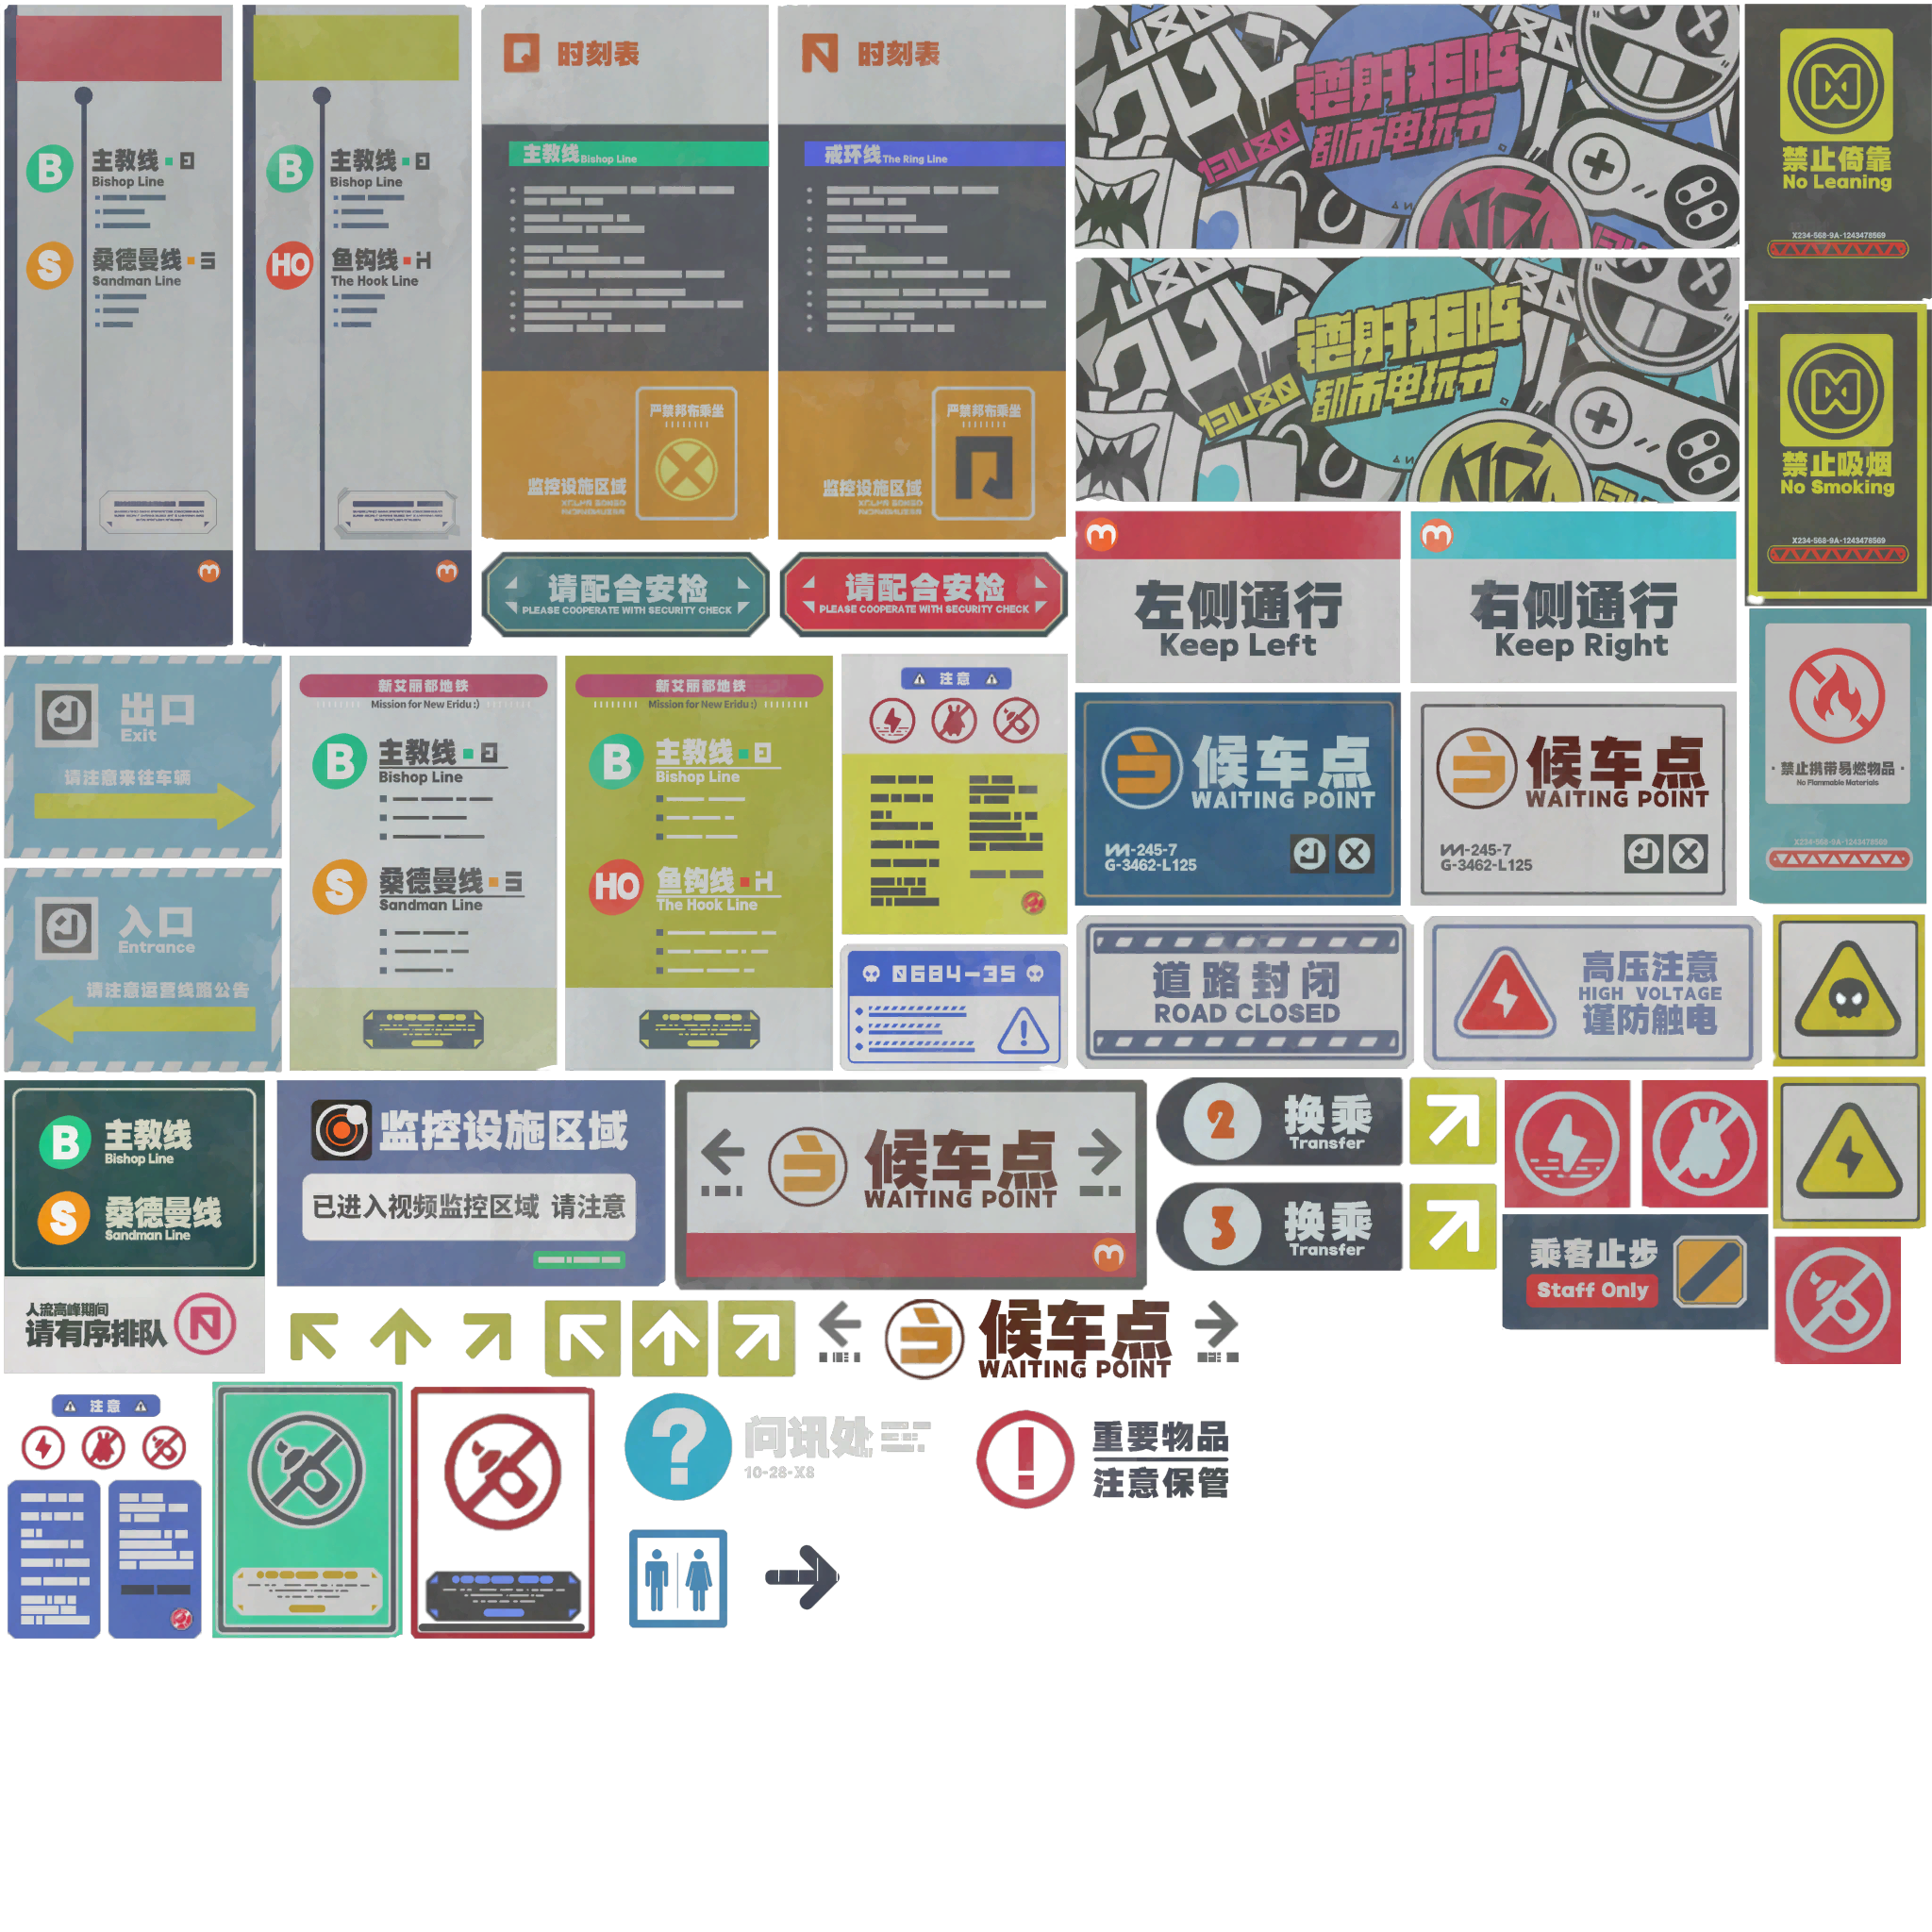 B
主教线
Bishop Line
S
桑德曼线
Sandman Line
m
B
主教线
Bishop Line
HO
鱼钩线
The Hook Line
m
时刻表
主教线 Bishop Line
严禁邦布乘坐
监控设施区域
N 时刻表
戒环线 The Ring Line
严禁邦布乘坐
监控设施区域
都市电玩节
都市电玩节
禁止倚靠
No Leaning
X234-568-9A-1243478569
禁止吸烟
No Smoking
X234-568-9A-1243478569
请配合安检
PLEASE COOPERATE WITH SECURITY CHECK
请配合安检
PLEASE COOPERATE WITH SECURITY CHECK
m
左侧通行
Keep Left
m
右侧通行
Keep Right
禁止携带易燃物品
No Flammable Materials
X234-568-9A-1243478569
出口
Exit
请注意来往车辆
入口
Entrance
请注意运营线路公告
新艾丽都地铁
Mission for New Eridu :)
B
主教线
Bishop Line
S
桑德曼线
Sandman Line
新艾丽都地铁
Mission for New Eridu :)
B
主教线
Bishop Line
HO
鱼钩线
The Hook Line
注意
0684-35
候车点
WAITING POINT
m-245-7
G-3462-L125
候车点
WAITING POINT
m-245-7
G-3462-L125
道路封闭
ROAD CLOSED
高压注意
HIGH VOLTAGE
谨防触电
B
主教线
Bishop Line
S
桑德曼线
Sandman Line
人流高峰期间
请有序排队
N
监控设施区域
已进入视频监控区域 请注意
候车点
WAITING POINT
m
2 换乘
Transfer
3 换乘
Transfer
乘客止步
Staff Only
候车点
WAITING POINT
注意
? 问讯处
10-28-X8
! 重要物品
注意保管